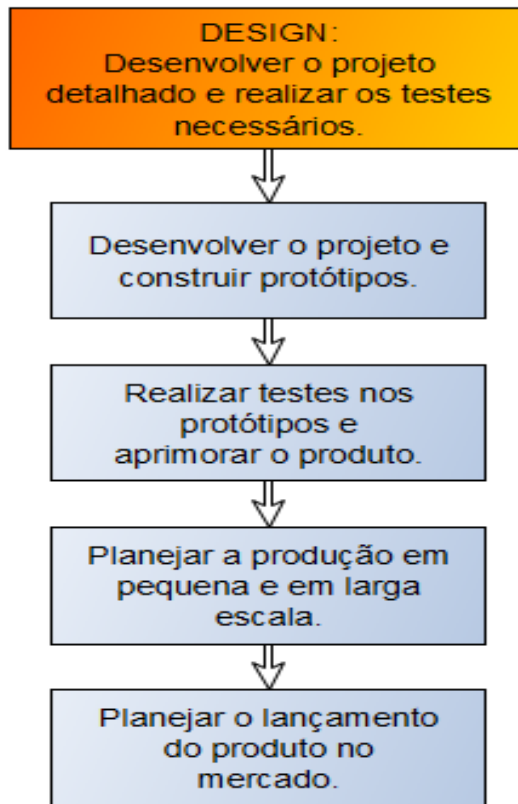 DESIGN:
Desenvolver o projeto
detalhado e realizar os testes
necessários.
Desenvolver o projeto e
construir protótipos.
Realizar testes nos
protótipos e
aprimorar o produto.
Planejar a produção em
pequena e em larga
escala.
Planejar o lançamento
do produto no
mercado.